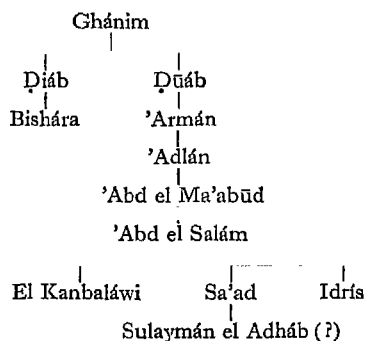 Ghánim
Ḍiáb Ḍūáb
Bishára ’Armán
’Adlán
’Abd el Ma’abūd
’Abd el Salám
El Kanbaláwi Sa’ad Idrís
Sulaymán el Adháb (?)